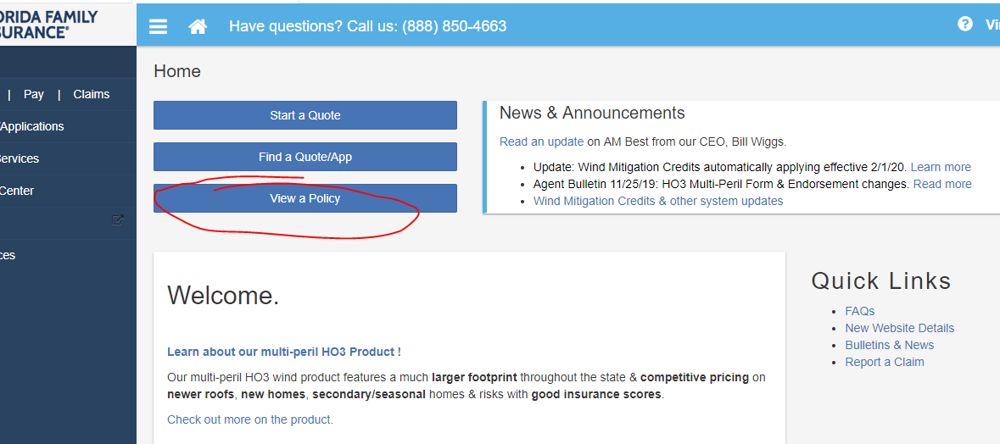 ORIDA FAMILY
SURANCE®
Have questions? Call us: (888) 850-4663
| Pay | Claims
Applications
Services
Center
ces
Home
Start a Quote
Find a Quote/App
View a Policy
News & Announcements
Read an update on AM Best from our CEO, Bill Wiggs.
Update: Wind Mitigation Credits automatically applying effective 2/1/20. Learn more
Agent Bulletin 11/25/19: HO3 Multi-Peril Form & Endorsement changes. Read more
Wind Mitigation Credits & other system updates
Welcome.
Learn about our multi-peril HO3 Product !
Our multi-peril HO3 wind product features a much larger footprint throughout the state & competitive pricing on
newer roofs, new homes, secondary/seasonal homes & risks with good insurance scores.
Check out more on the product.
Quick Links
FAQs
New Website Details
Bulletins & News
Report a Claim